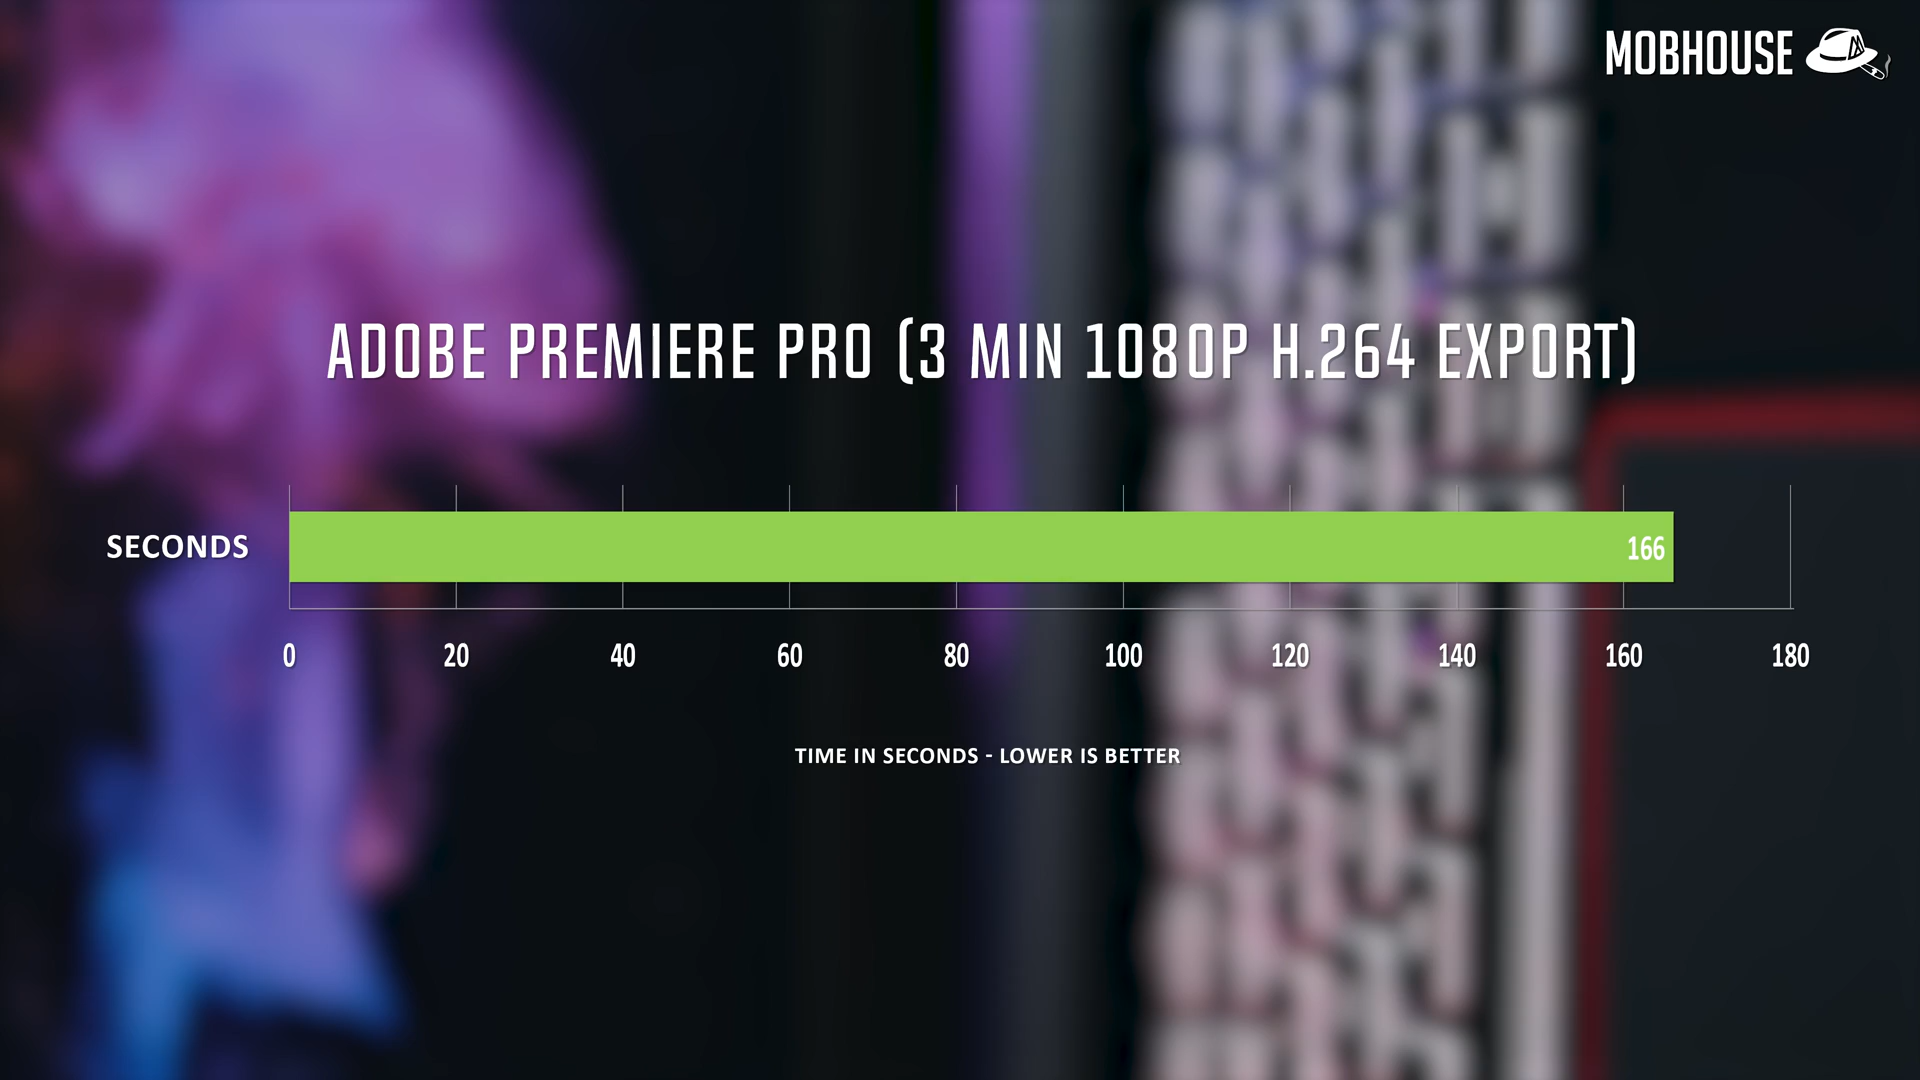 MOBHOUSE
ADOBE PREMIERE PRO (3 MIN 1080P H.264 EXPORT)
SECONDS
166
0 20 40 60 80 100 120 140 160 180
TIME IN SECONDS - LOWER IS BETTER